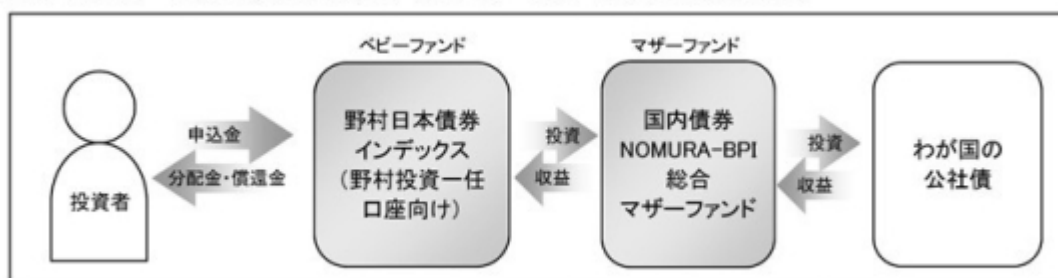 ベビーファンド
マザーファンド
投資者
申込金
分配金・償還金
野村日本債券
インデックス
(野村投資一任
口座向け)
投資
収益
国内債券
NOMURA-BPI
総合
マザーファンド
投資
収益
わが国の
公社債